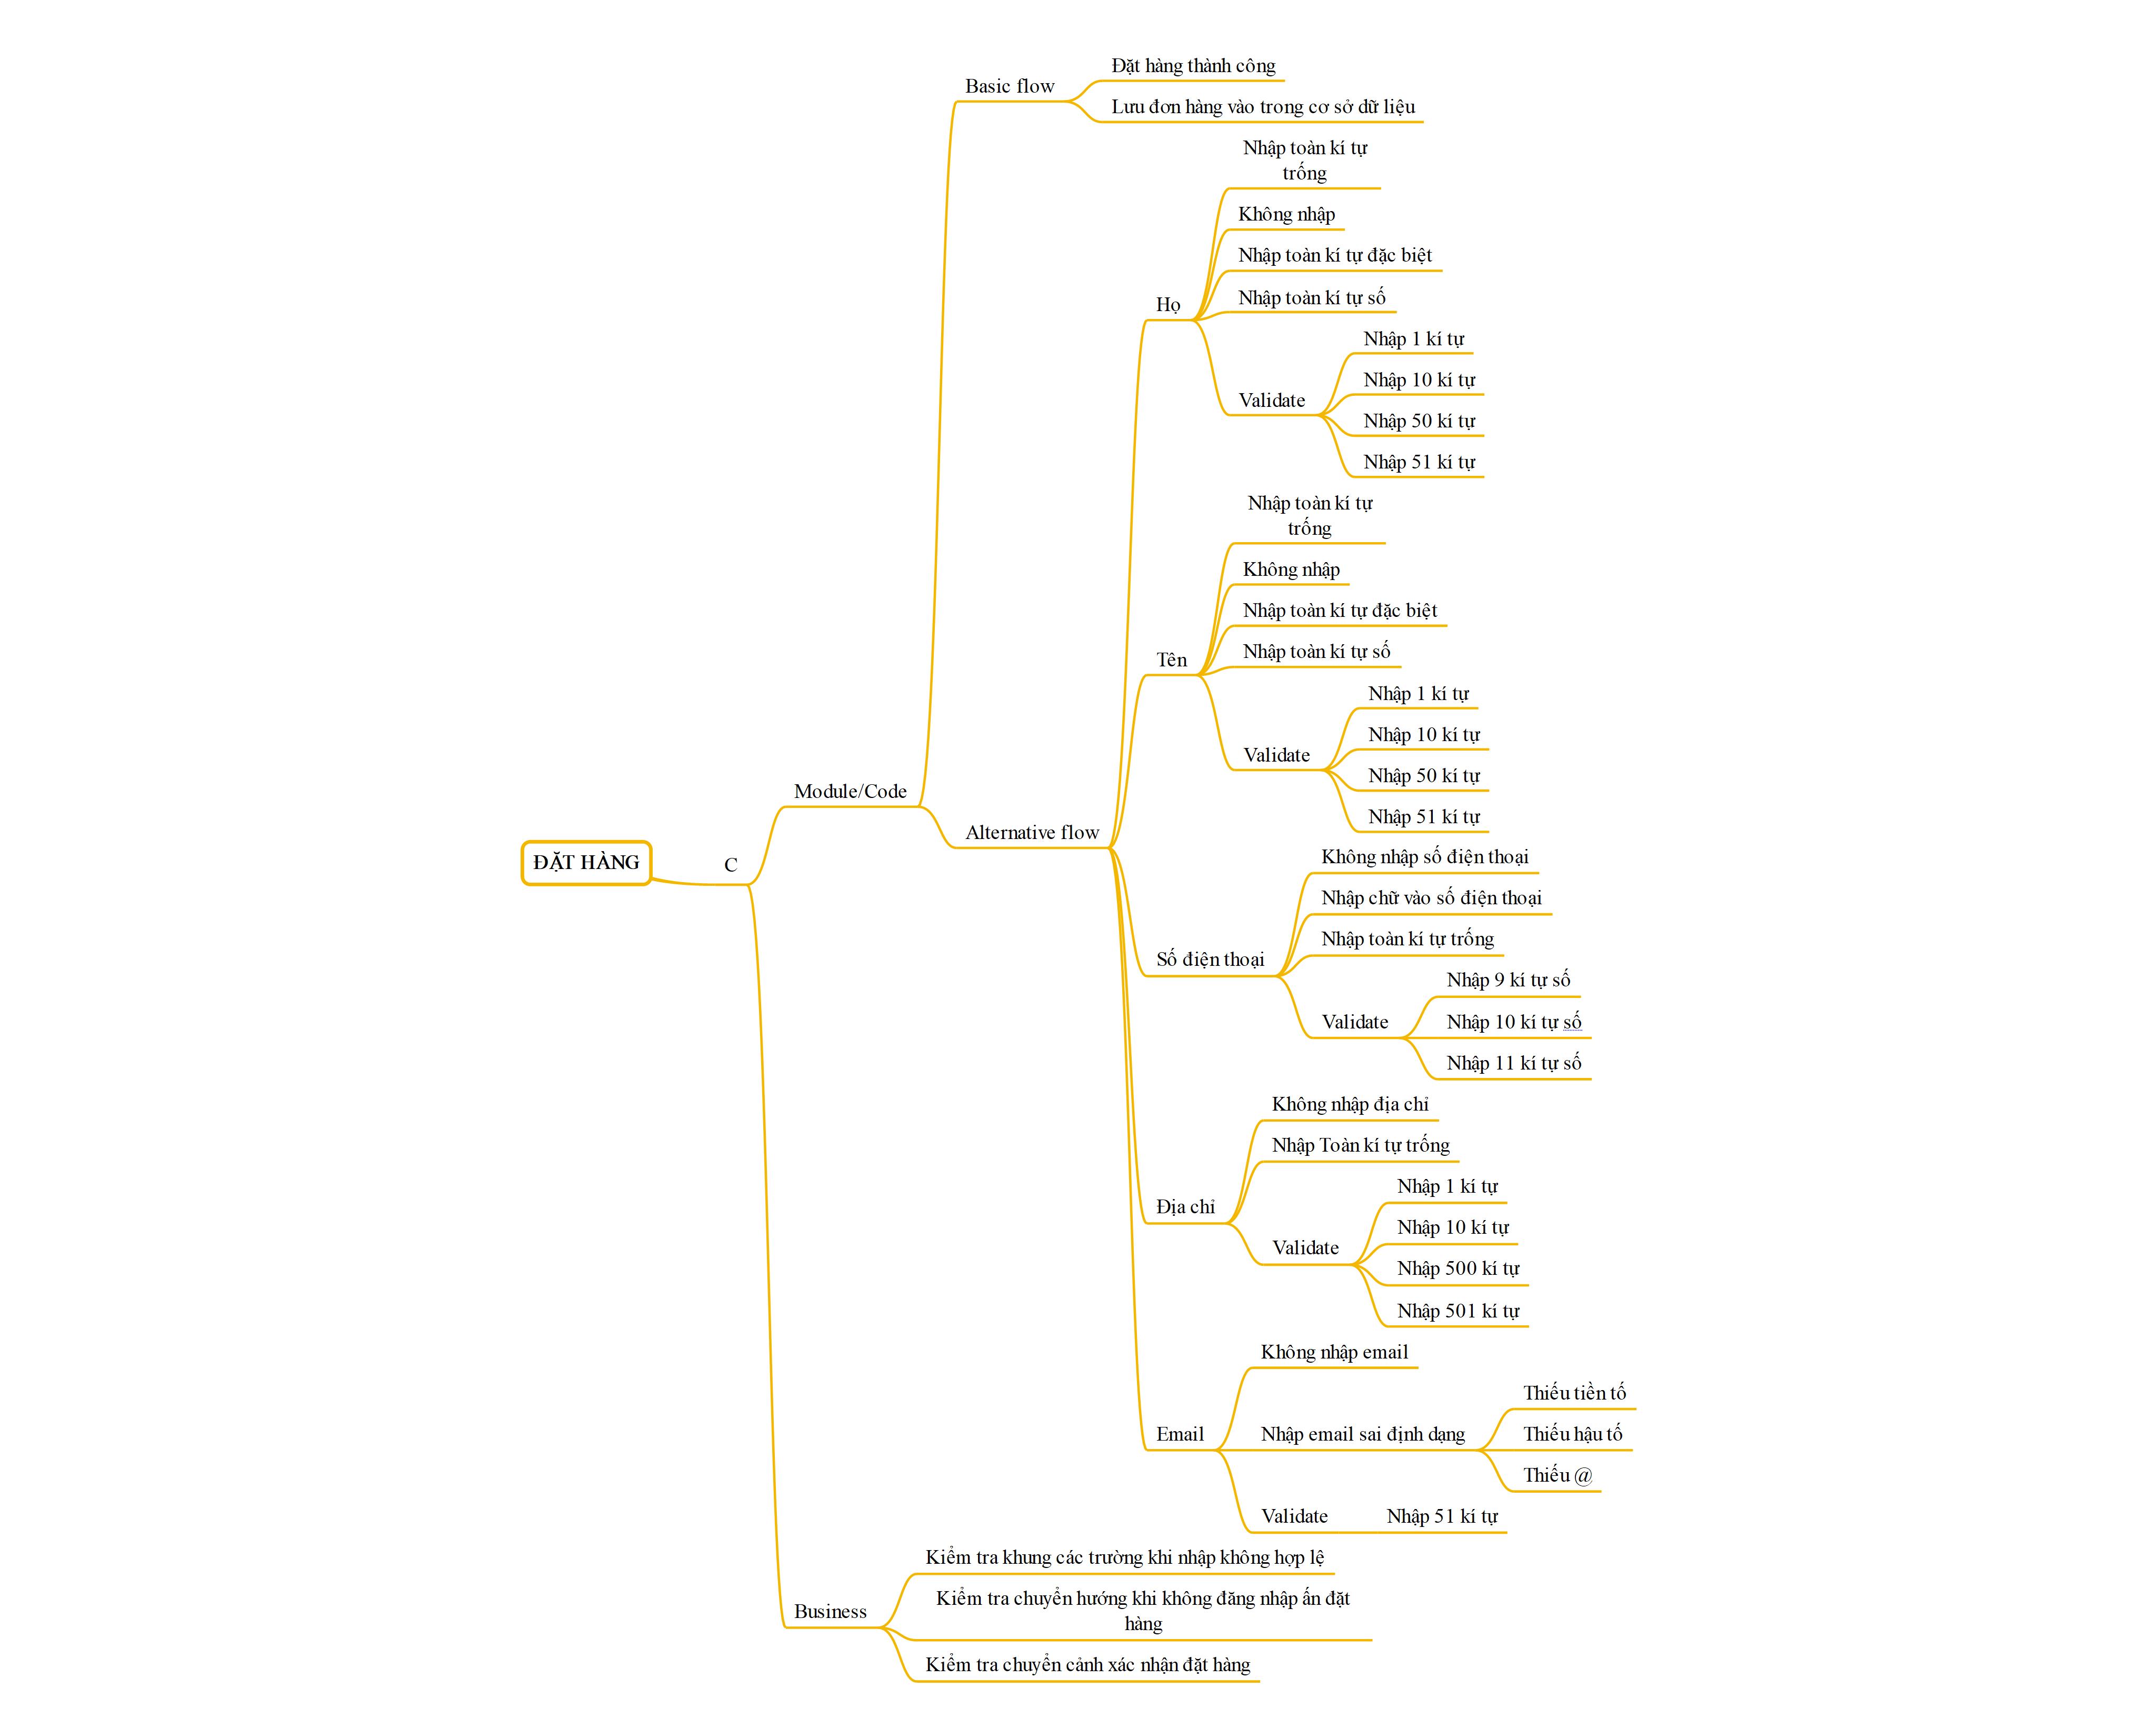 Đặt hàng thành công
Basic flow
Lưu đơn hàng vào trong cơ sở dữ liệu
Nhập toàn kí tự
trống
Không nhập
Nhập toàn kí tự đặc biệt
Nhập toàn kí tự số
Họ
Nhập 1 kí tự
Nhập 10 kí tự
Validate
Nhập 50 kí tự
Nhập 51 kí tự
Nhập toàn kí tự
trống
Không nhập
Nhập toàn kí tự đặc biệt
Nhập toàn kí tự số
Tên
Nhập 1 kí tự
Nhập 10 kí tự
Validate
Nhập 50 kí tự
Nhập 51 kí tự
Module/Code
Alternative flow
ĐẶT HÀNG
C
Không nhập số điện thoại
Nhập chữ vào số điện thoại
Nhập toàn kí tự trống
Số điện thoại
Nhập 9 kí tự số
Validate
Nhập 10 kí tự số
Nhập 11 kí tự số
Không nhập địa chỉ
Nhập Toàn kí tự trống
Địa chỉ
Nhập 1 kí tự
Nhập 10 kí tự
Validate
Nhập 500 kí tự
Nhập 501 kí tự
Không nhập email
Email
Nhập email sai định dạng
Thiếu tiền tố
Thiếu hậu tố
Thiếu @
Validate
Nhập 51 kí tự
Business
Kiểm tra khung các trường khi nhập không hợp lệ
Kiểm tra chuyển hướng khi không đăng nhập ấn đặt
hàng
Kiểm tra chuyển cảnh xác nhận đặt hàng